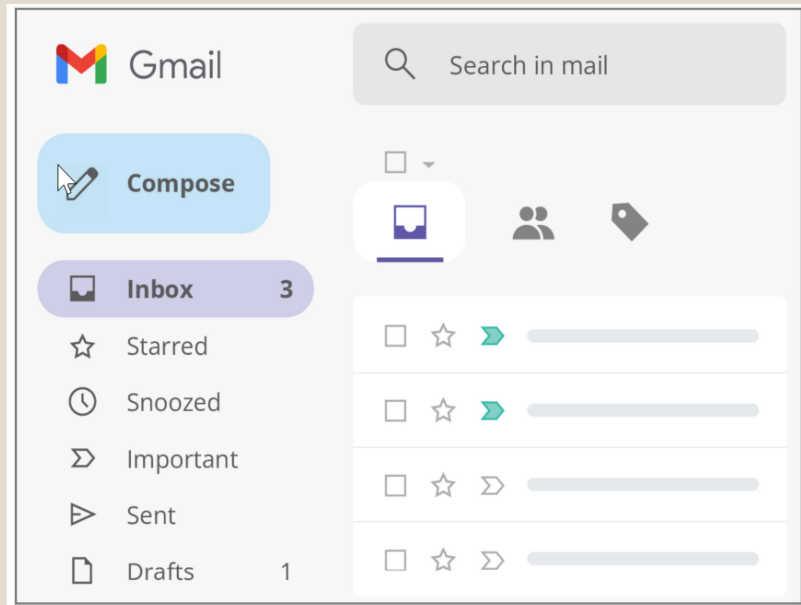 Gmail
Search in mail
Compose
Inbox 3
Starred
Snoozed
Important
Sent
Drafts 1